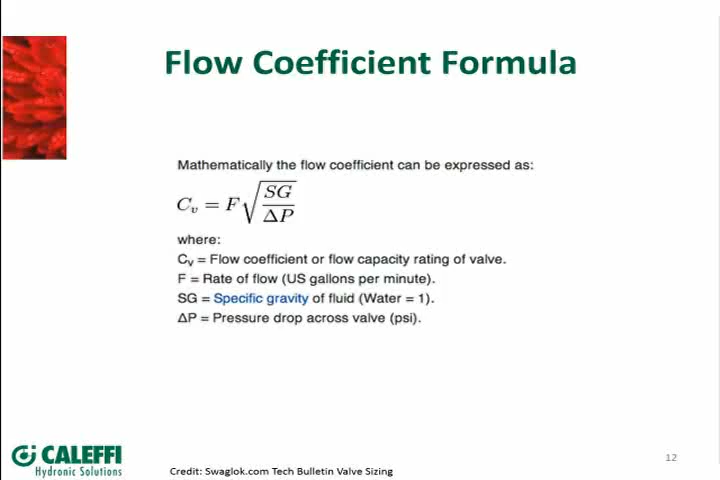 Flow Coefficient Formula
Mathematically the flow coefficient can be expressed as:
C_v = F√(SG/ΔP)
where:
Cv = Flow coefficient or flow capacity rating of valve.
F = Rate of flow (US gallons per minute).
SG = Specific gravity of fluid (Water = 1).
ΔP = Pressure drop across valve (psi).
CALEFFI
Hydronic Solutions
Credit: Swaglok.com Tech Bulletin Valve Sizing
12